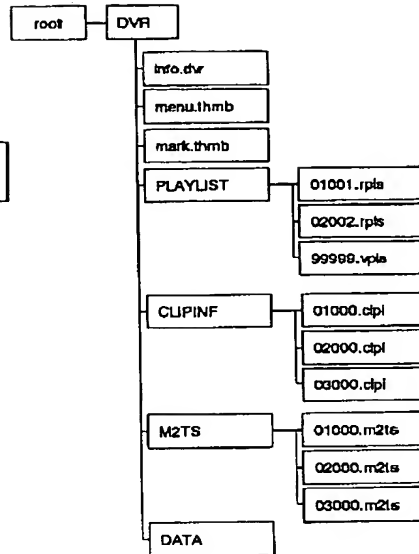 root DVR
info.dvr
menu.thmb
mark.thmb
PLAYLIST 01001.rpls
02002.rpls
99999.vpls
CLIPINF 01000.clpi
02000.clpi
03000.clpi
M2TS 01000.m2ts
02000.m2ts
03000.m2ts
DATA